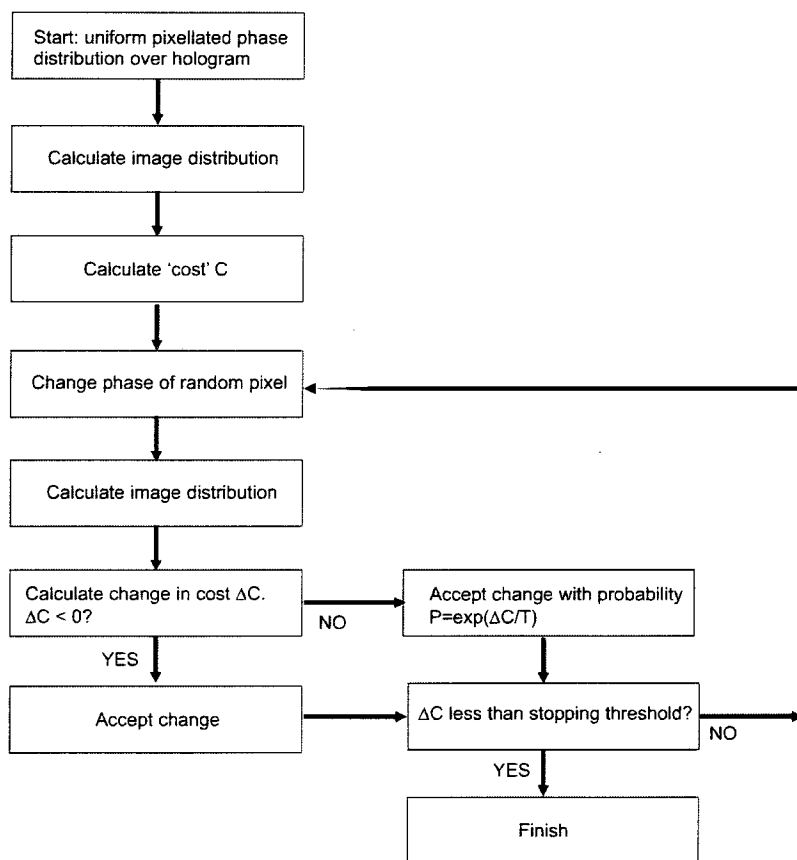 Start: uniform pixellated phase
distribution over hologram
Calculate image distribution
Calculate ‘cost’ C
Change phase of random pixel
Calculate image distribution
Calculate change in cost ΔC.
ΔC < 0?
NO
Accept change with probability
P=exp(ΔC/T)
YES
Accept change
ΔC less than stopping threshold?
NO
YES
Finish